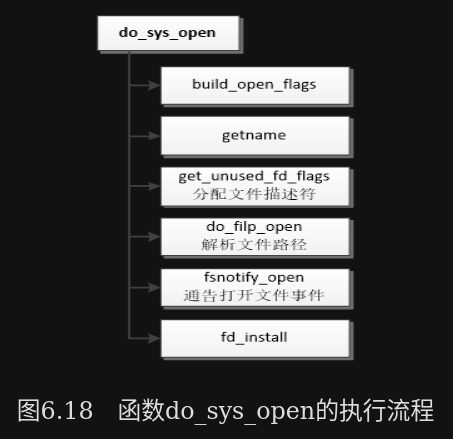 do_sys_open
build_open_flags
getname
get_unused_fd_flags
分配文件描述符
do_filp_open
解析文件路径
fsnotify_open
通告打开文件事件
fd_install
图6.18 函数do_sys_open的执行流程